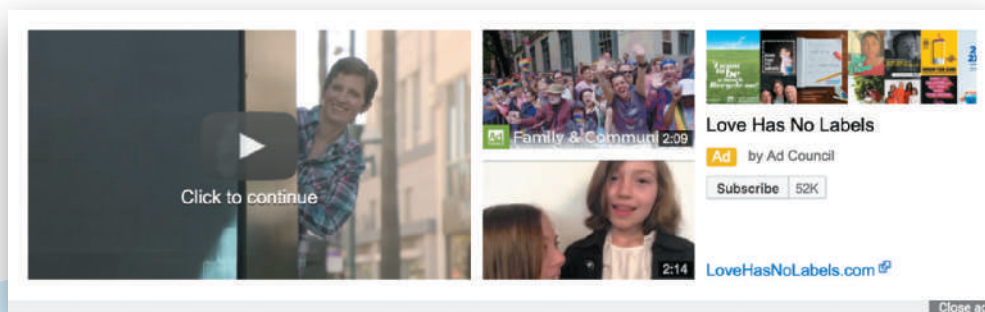 Click to continue
Ad Family & Communi 2:09
2:14
Love Has No Labels
Ad by Ad Council
Subscribe 52K
LoveHasNoLabels.com
Close ad